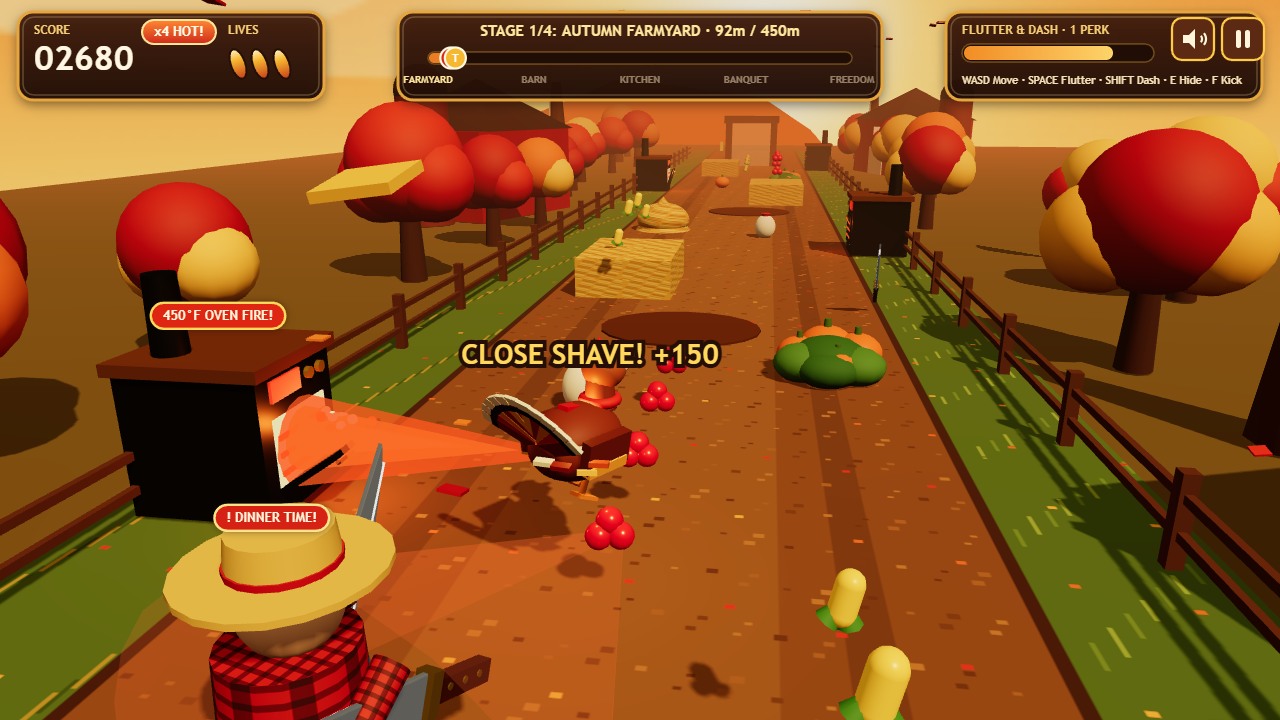 SCORE
02680
x4 HOT!
LIVES
STAGE 1/4: AUTUMN FARMYARD · 92m / 450m
T
FARMYARD
BARN
KITCHEN
BANQUET
FREEDOM
FLUTTER & DASH · 1 PERK
WASD Move · SPACE Flutter · SHIFT Dash · E Hide · F Kick
450°F OVEN FIRE!
CLOSE SHAVE! +150
! DINNER TIME!